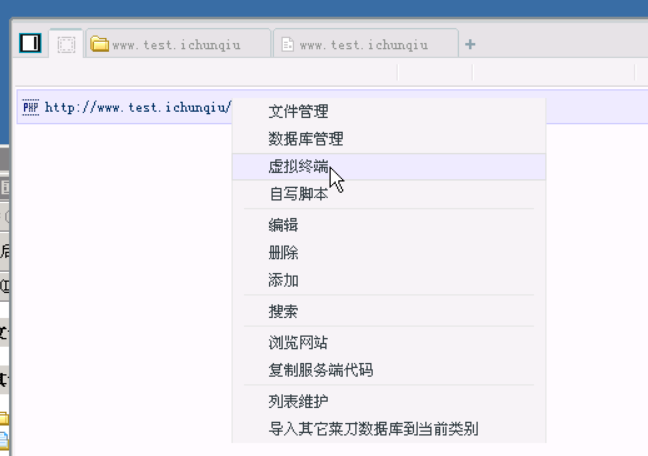 www.test.ichunqiu
www.test.ichunqiu
PHP http://www.test.ichunqiu/
文件管理
数据库管理
虚拟终端
自写脚本
编辑
删除
添加
搜索
浏览网站
复制服务端代码
列表维护
导入其它菜刀数据库到当前类别